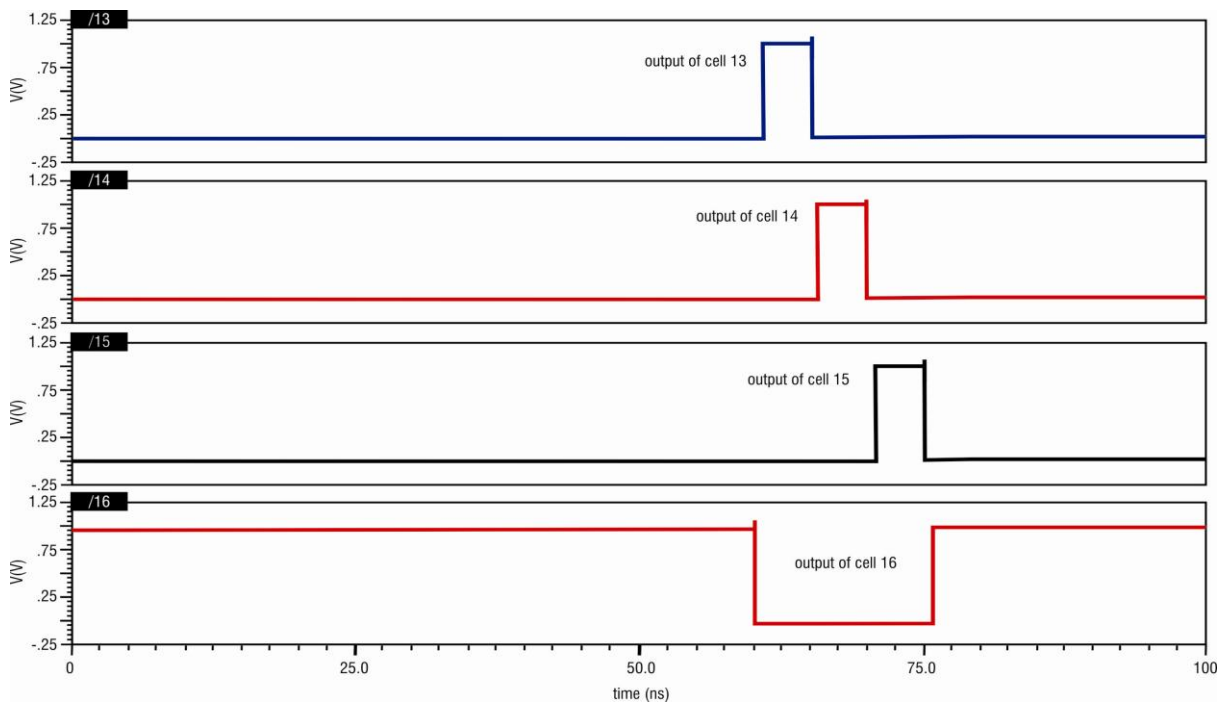 /13
1.25
.75
.25
-.25
V(V)
output of cell 13
/14
1.25
.75
.25
-.25
V(V)
output of cell 14
/15
1.25
.75
.25
-.25
V(V)
output of cell 15
/16
1.25
.75
.25
-.25
V(V)
output of cell 16
0 25.0 50.0 75.0 100
time (ns)